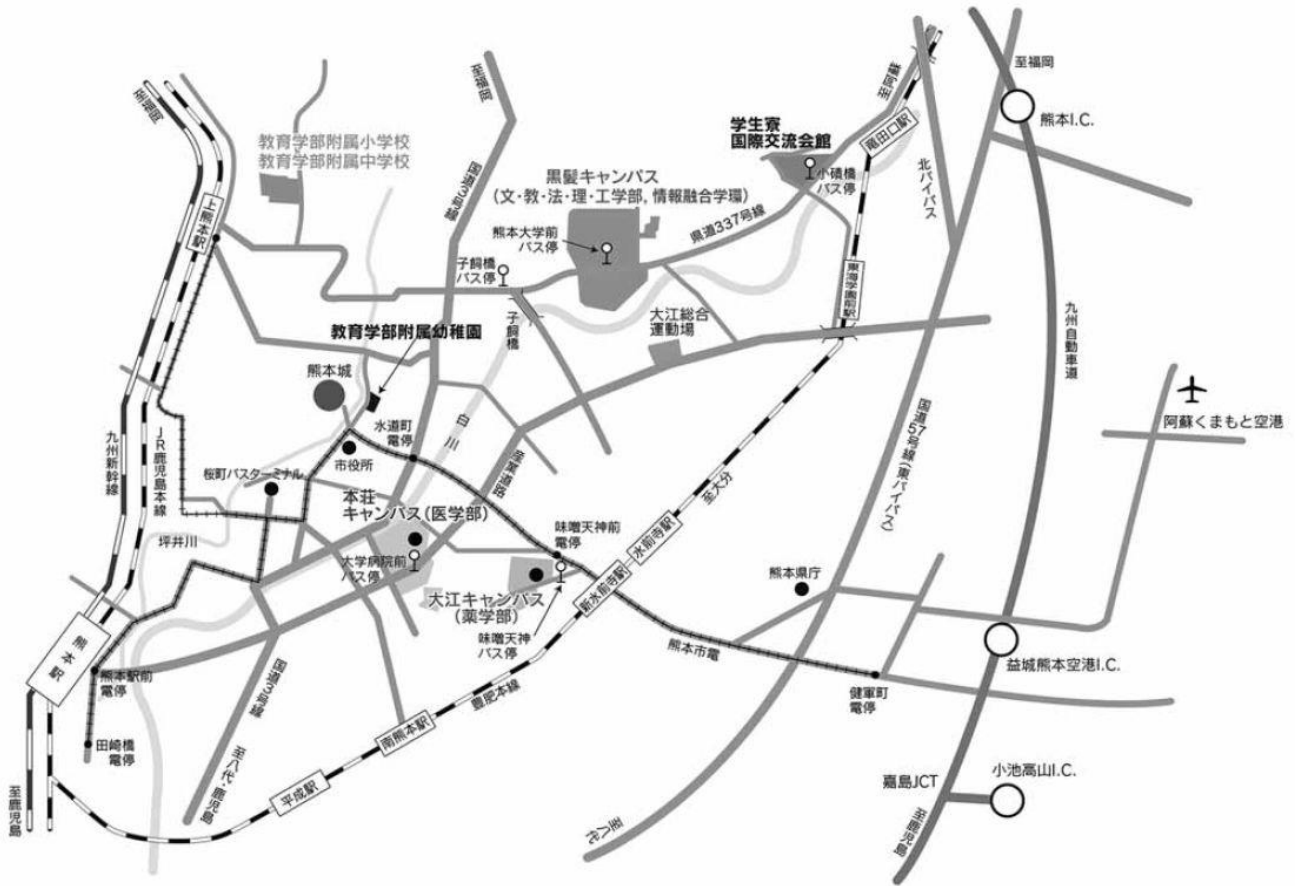 至福岡
至福岡
至阿蘇
至福岡
熊本I.C.
教育学部附属小学校
教育学部附属中学校
国道3号線
学生寮
国際交流会館
竜田口駅
小磧橋
バス停
北バイパス
黒髪キャンパス
(文・教・法・理・工学部, 情報融合学環)
熊本大学前
バス停
県道337号線
上熊本駅
子飼橋
バス停
子飼橋
東海学園前駅
大江総合
運動場
九州自動車道
教育学部附属幼稚園
熊本城
水道町
電停
白川
市役所
産業道路
国道57号線(東バイパス)
阿蘇くまもと空港
九州新幹線
JR鹿児島本線
桜町バスターミナル
至大分
本荘
キャンパス(医学部)
坪井川
大学病院前
バス停
味噌天神前
電停
水前寺駅
新水前寺駅
大江キャンパス
(薬学部)
味噌天神
バス停
熊本県庁
熊本駅
熊本駅前
電停
国道3号線
熊本市電
益城熊本空港I.C.
豊肥本線
健軍町
電停
南熊本駅
田崎橋
電停
至八代・鹿児島
平成駅
嘉島JCT
小池高山I.C.
至鹿児島
至八代
至鹿児島